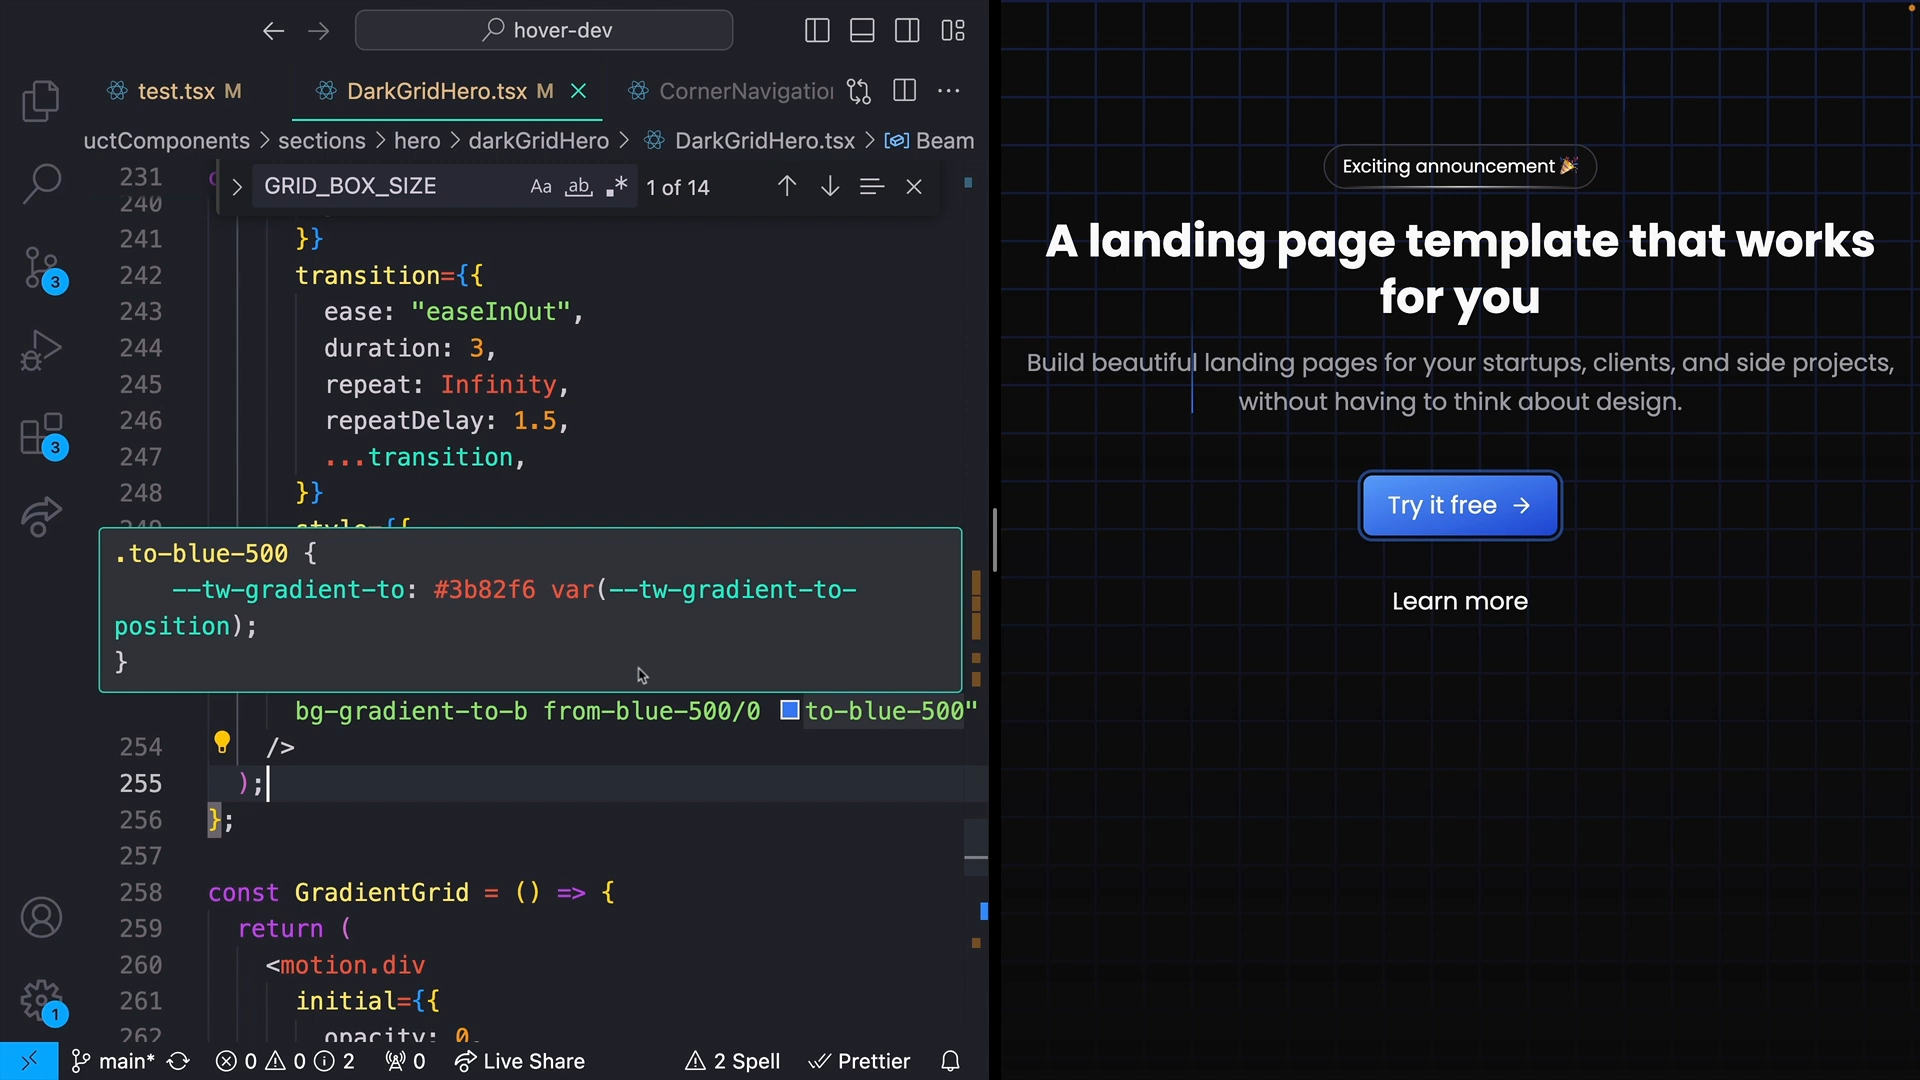 hover-dev
test.tsx M
DarkGridHero.tsx M
CornerNavigatio
uctComponents > sections > hero > darkGridHero > DarkGridHero.tsx > Beam
GRID_BOX_SIZE Aa ab 1 of 14
231
240
241 }}
242 transition={{
243 ease: "easeInOut",
244 duration: 3,
245 repeat: Infinity,
246 repeatDelay: 1.5,
247 ...transition,
248 }}
249 style={{
.to-blue-500 {
--tw-gradient-to: #3b82f6 var(--tw-gradient-to-
position);
}
bg-gradient-to-b from-blue-500/0 to-blue-500"
254 />
255 );
256 };
257
258 const GradientGrid = () => {
259 return (
260 <motion.div
261 initial={{
262 opacity: 0,
3
3
1
main* 0 0 2 0 Live Share 2 Spell Prettier
Exciting announcement 🎉
A landing page template that works
for you
Build beautiful landing pages for your startups, clients, and side projects,
without having to think about design.
Try it free →
Learn more